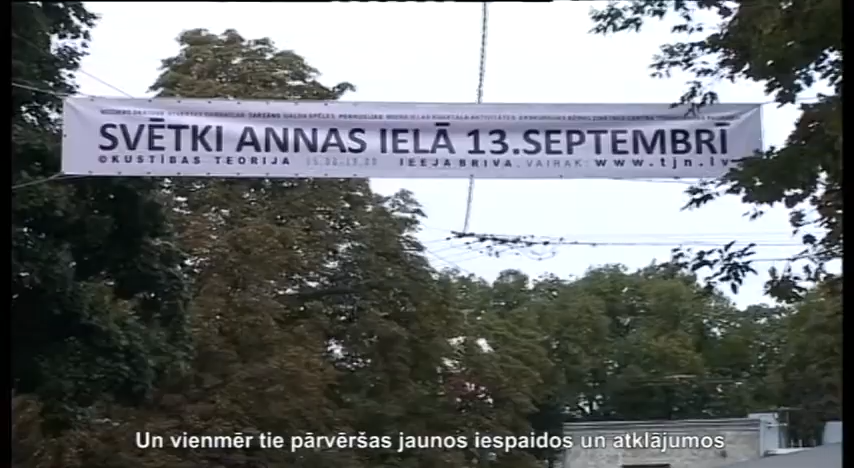 SVĒTKI ANNAS IELĀ 13.SEPTEMBRĪ
©KUSTĪBAS TEORIJA IEEJA BRĪVA. VAIRĀK: www.tjn.lv
Un vienmēr tie pārvēršas jaunos iespaidos un atklājumos